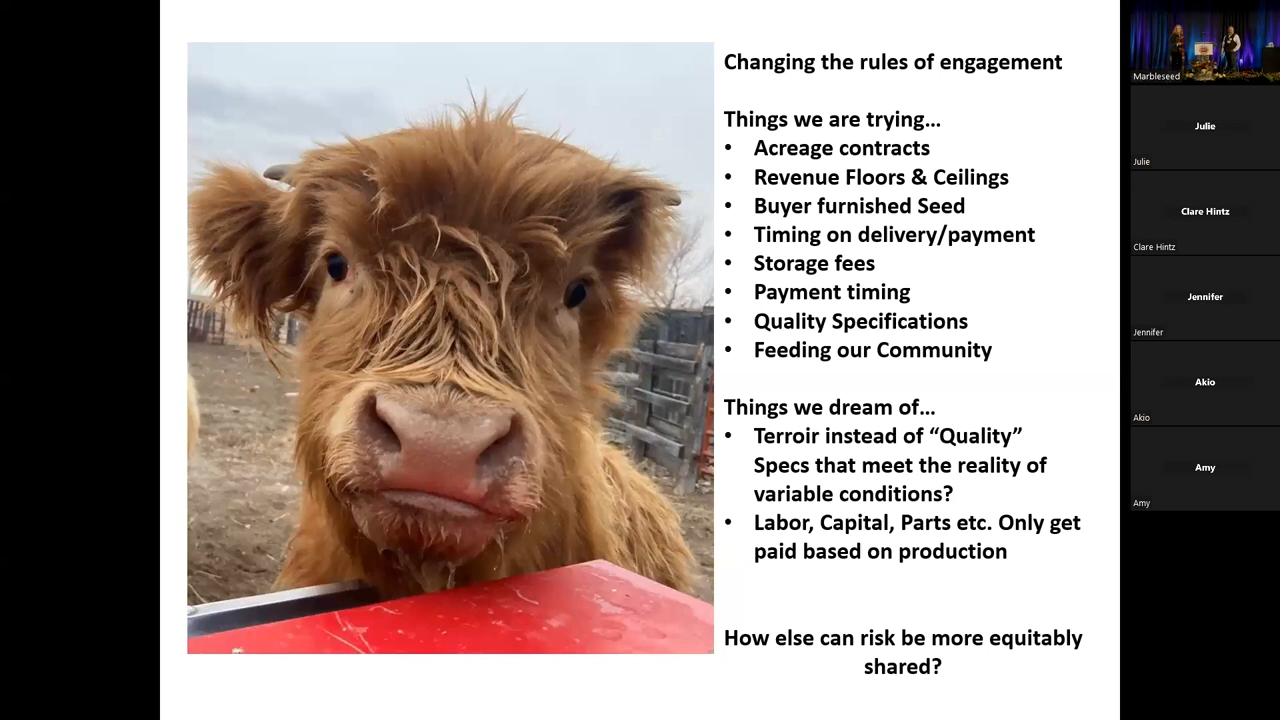 Changing the rules of engagement
Things we are trying…
• Acreage contracts
• Revenue Floors & Ceilings
• Buyer furnished Seed
• Timing on delivery/payment
• Storage fees
• Payment timing
• Quality Specifications
• Feeding our Community
Things we dream of…
• Terroir instead of “Quality”
Specs that meet the reality of
variable conditions?
• Labor, Capital, Parts etc. Only get
paid based on production
How else can risk be more equitably
shared?
Marbleseed
Julie
Julie
Clare Hintz
Clare Hintz
Jennifer
Jennifer
Akio
Akio
Amy
Amy